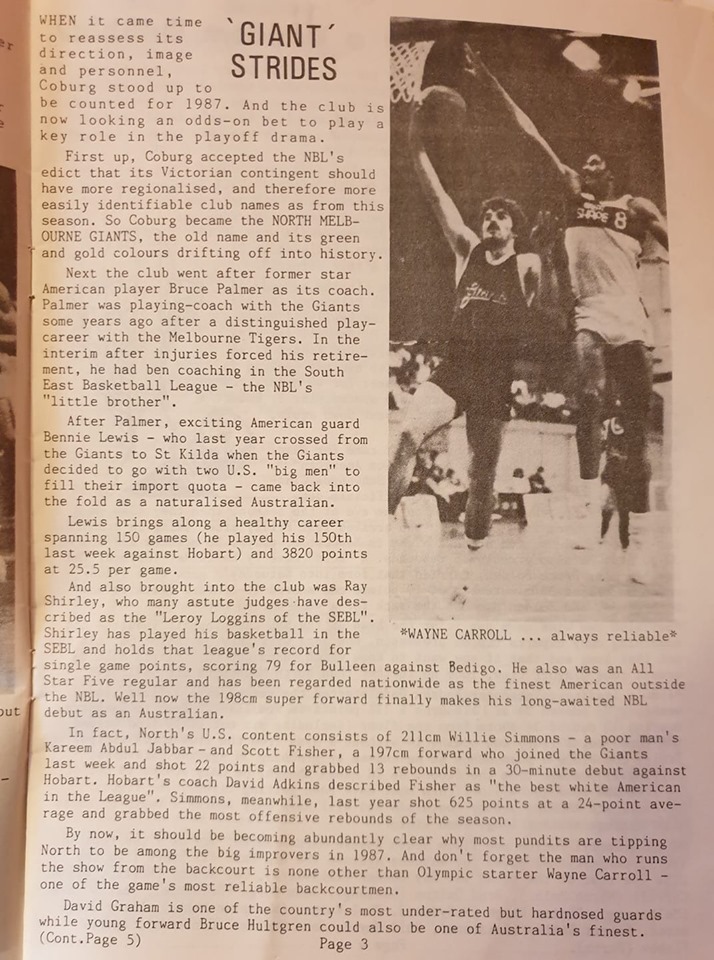 WHEN it came time
to reassess its
direction, image
and personnel,
Coburg stood up to
'GIANT'
STRIDES
be counted for 1987. And the club is
now looking an odds-on bet to play a
key role in the playoff drama.
First up, Coburg accepted the NBL's
edict that its Victorian contingent should
have more regionalised, and therefore more
easily identifiable club names as from this
season. So Coburg became the NORTH MELB-
OURNE GIANTS, the old name and its green
and gold colours drifting off into history.
Next the club went after former star
American player Bruce Palmer as its coach.
Palmer was playing-coach with the Giants
some years ago after a distinguished play-
career with the Melbourne Tigers. In the
interim after injuries forced his retire-
ment, he had ben coaching in the South
East Basketball League - the NBL's
"little brother".
After Palmer, exciting American guard
Bennie Lewis - who last year crossed from
the Giants to St Kilda when the Giants
decided to go with two U.S. "big men" to
fill their import quota - came back into
the fold as a naturalised Australian.
Lewis brings along a healthy career
spanning 150 games (he played his 150th
last week against Hobart) and 3820 points
at 25.5 per game.
And also brought into the club was Ray
Shirley, who many astute judges have des-
cribed as the "Leroy Loggins of the SEBL".
Shirley has played his basketball in the
SEBL and holds that league's record for
single game points, scoring 79 for Bulleen against Bedigo. He also was an All
Star Five regular and has been regarded nationwide as the finest American outside
the NBL. Well now the 198cm super forward finally makes his long-awaited NBL
debut as an Australian.
In fact, North's U.S. content consists of 211cm Willie Simmons - a poor man's
Kareem Abdul Jabbar - and Scott Fisher, a 197cm forward who joined the Giants
last week and shot 22 points and grabbed 13 rebounds in a 30-minute debut against
Hobart. Hobart's coach David Adkins described Fisher as "the best white American
in the League". Simmons, meanwhile, last year shot 625 points at a 24-point ave-
rage and grabbed the most offensive rebounds of the season.
By now, it should be becoming abundantly clear why most pundits are tipping
North to be among the big improvers in 1987. And don't forget the man who runs
the show from the backcourt is none other than Olympic starter Wayne Carroll -
one of the game's most reliable backcourtmen.
David Graham is one of the country's most under-rated but hardnosed guards
while young forward Bruce Hultgren could also be one of Australia's finest.
(Cont.Page 5)
Page 3
*WAYNE CARROLL ... always reliable*
Giants
SHARPE 8
76
out